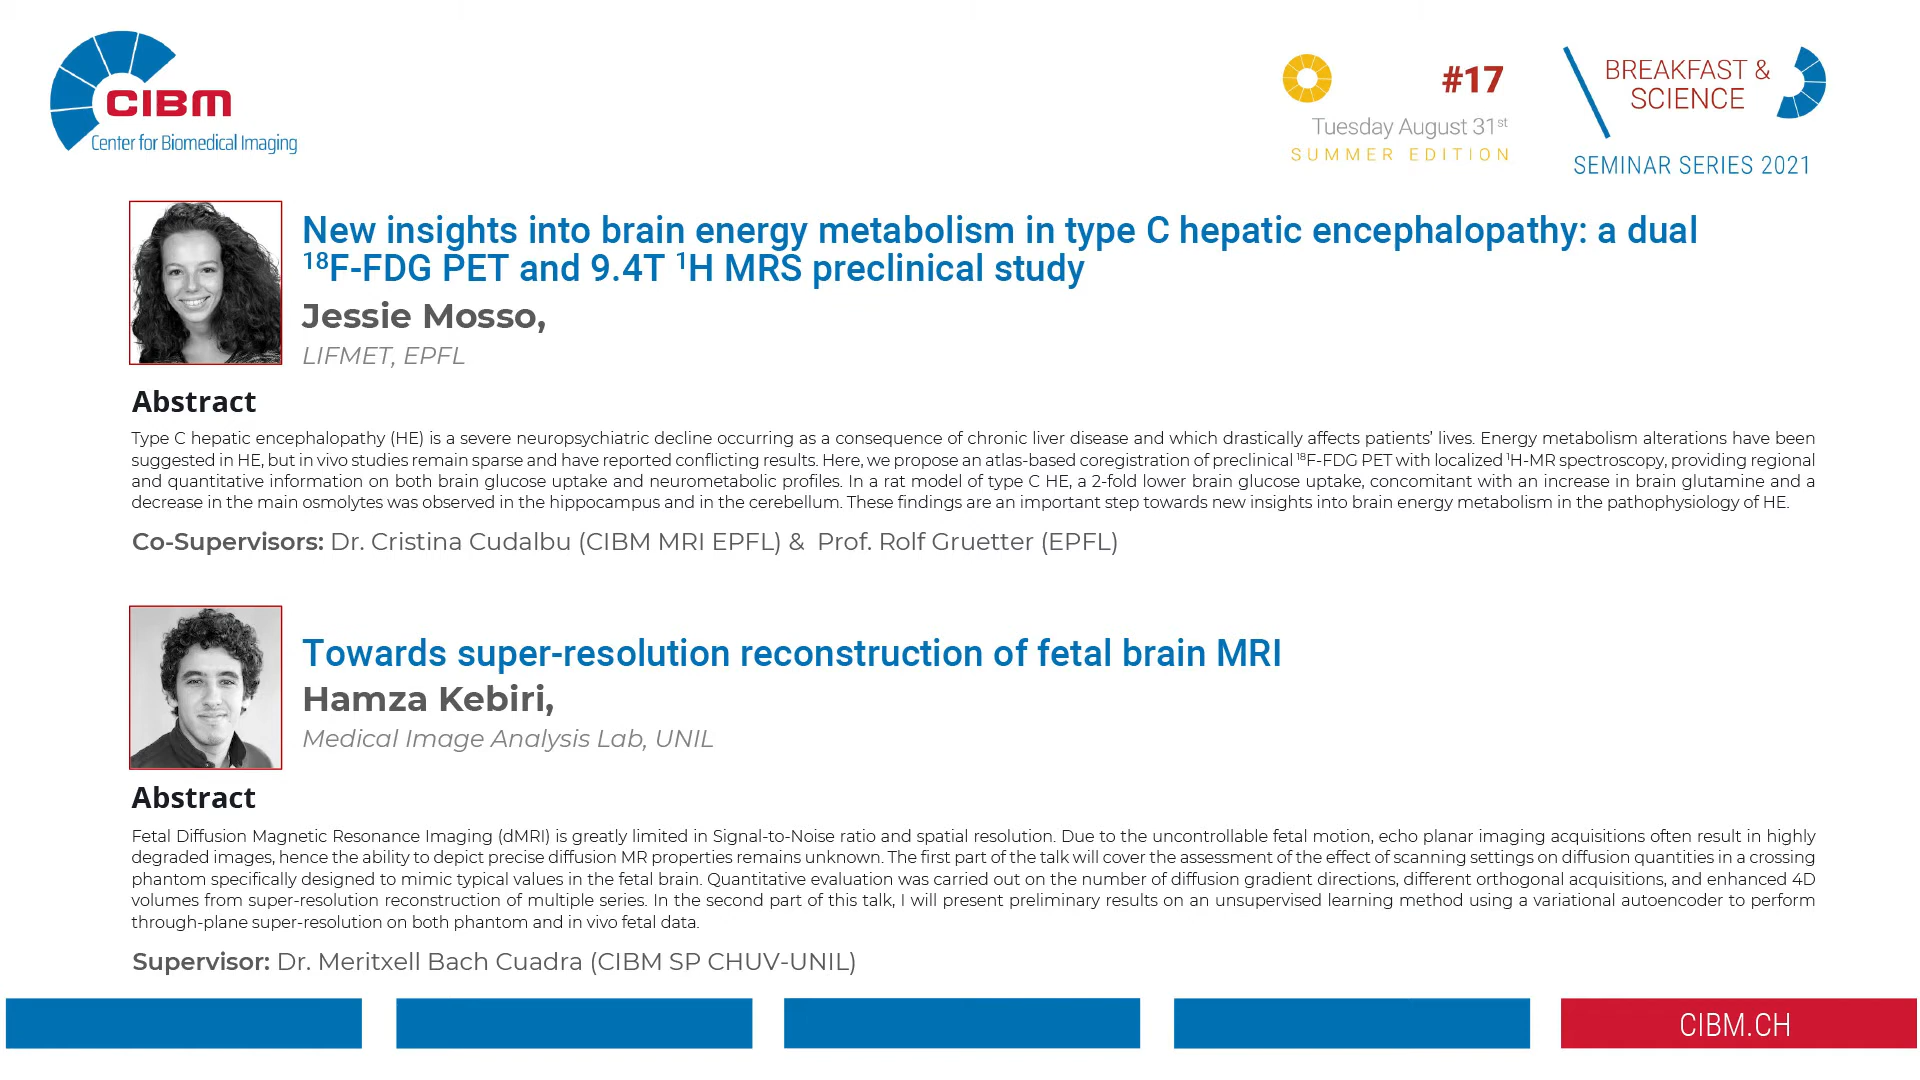 CIBM
Center for Biomedical Imaging
#17
Tuesday August 31st
SUMMER EDITION
BREAKFAST &
SCIENCE
SEMINAR SERIES 2021
New insights into brain energy metabolism in type C hepatic encephalopathy: a dual
¹⁸F-FDG PET and 9.4T ¹H MRS preclinical study
Jessie Mosso,
LIFMET, EPFL
Abstract
Type C hepatic encephalopathy (HE) is a severe neuropsychiatric decline occurring as a consequence of chronic liver disease and which drastically affects patients’ lives. Energy metabolism alterations have been
suggested in HE, but in vivo studies remain sparse and have reported conflicting results. Here, we propose an atlas-based coregistration of preclinical ¹⁸F-FDG PET with localized ¹H-MR spectroscopy, providing regional
and quantitative information on both brain glucose uptake and neurometabolic profiles. In a rat model of type C HE, a 2-fold lower brain glucose uptake, concomitant with an increase in brain glutamine and a
decrease in the main osmolytes was observed in the hippocampus and in the cerebellum. These findings are an important step towards new insights into brain energy metabolism in the pathophysiology of HE.
Co-Supervisors: Dr. Cristina Cudalbu (CIBM MRI EPFL) & Prof. Rolf Gruetter (EPFL)
Towards super-resolution reconstruction of fetal brain MRI
Hamza Kebiri,
Medical Image Analysis Lab, UNIL
Abstract
Fetal Diffusion Magnetic Resonance Imaging (dMRI) is greatly limited in Signal-to-Noise ratio and spatial resolution. Due to the uncontrollable fetal motion, echo planar imaging acquisitions often result in highly
degraded images, hence the ability to depict precise diffusion MR properties remains unknown. The first part of the talk will cover the assessment of the effect of scanning settings on diffusion quantities in a crossing
phantom specifically designed to mimic typical values in the fetal brain. Quantitative evaluation was carried out on the number of diffusion gradient directions, different orthogonal acquisitions, and enhanced 4D
volumes from super-resolution reconstruction of multiple series. In the second part of this talk, I will present preliminary results on an unsupervised learning method using a variational autoencoder to perform
through-plane super-resolution on both phantom and in vivo fetal data.
Supervisor: Dr. Meritxell Bach Cuadra (CIBM SP CHUV-UNIL)
CIBM.CH